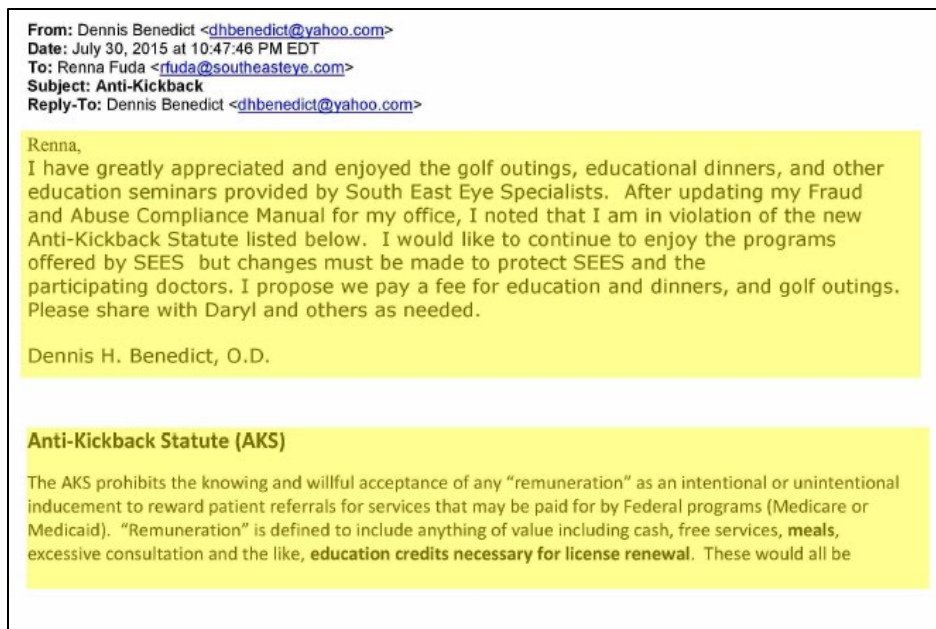 From: Dennis Benedict <dhbenedict@yahoo.com>
Date: July 30, 2015 at 10:47:46 PM EDT
To: Renna Fuda <rfuda@southeasteye.com>
Subject: Anti-Kickback
Reply-To: Dennis Benedict <dhbenedict@yahoo.com>
Renna,
I have greatly appreciated and enjoyed the golf outings, educational dinners, and other
education seminars provided by South East Eye Specialists.  After updating my Fraud
and Abuse Compliance Manual for my office, I noted that I am in violation of the new
Anti-Kickback Statute listed below.  I would like to continue to enjoy the programs
offered by SEES  but changes must be made to protect SEES and the
participating doctors. I propose we pay a fee for education and dinners, and golf outings.
Please share with Daryl and others as needed.
Dennis H. Benedict, O.D.
Anti-Kickback Statute (AKS)
The AKS prohibits the knowing and willful acceptance of any “remuneration” as an intentional or unintentional
inducement to reward patient referrals for services that may be paid for by Federal programs (Medicare or
Medicaid).  “Remuneration” is defined to include anything of value including cash, free services, meals,
excessive consultation and the like, education credits necessary for license renewal.  These would all be